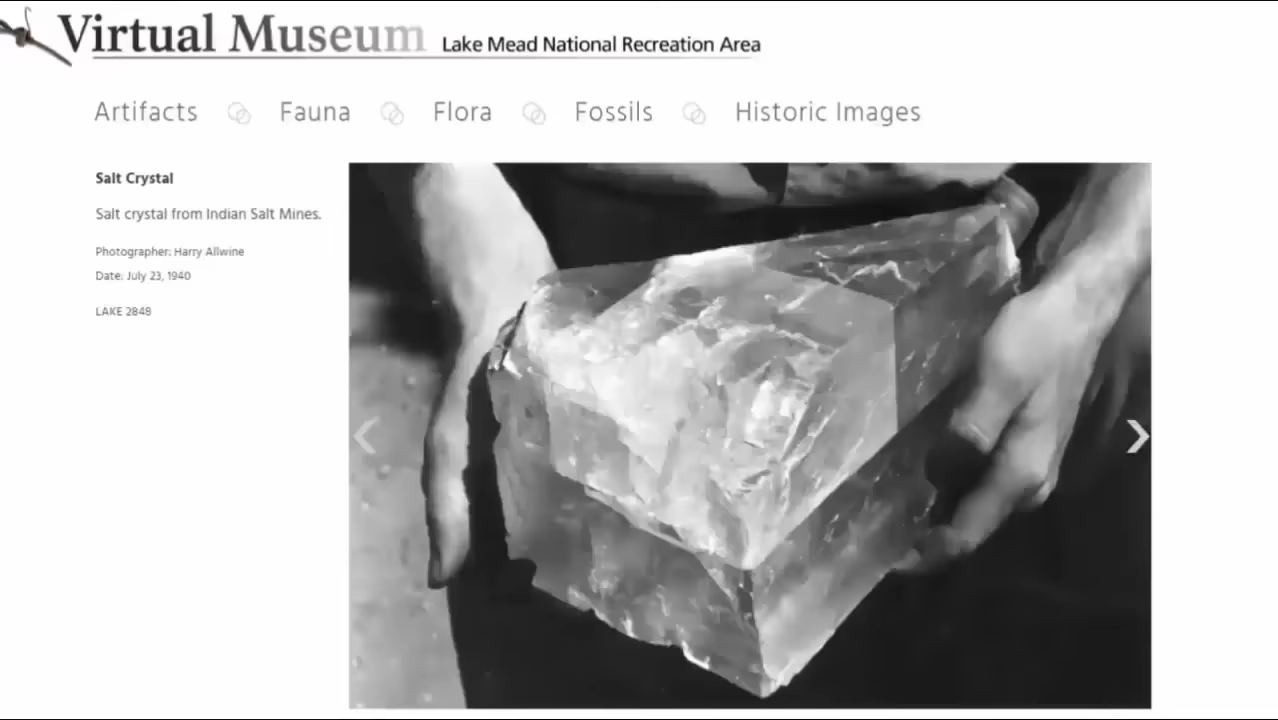 Virtual Museum Lake Mead National Recreation Area
Artifacts Fauna Flora Fossils Historic Images
Salt Crystal
Salt crystal from Indian Salt Mines.
Photographer: Harry Allwine
Date: July 23, 1940
LAKE 2848